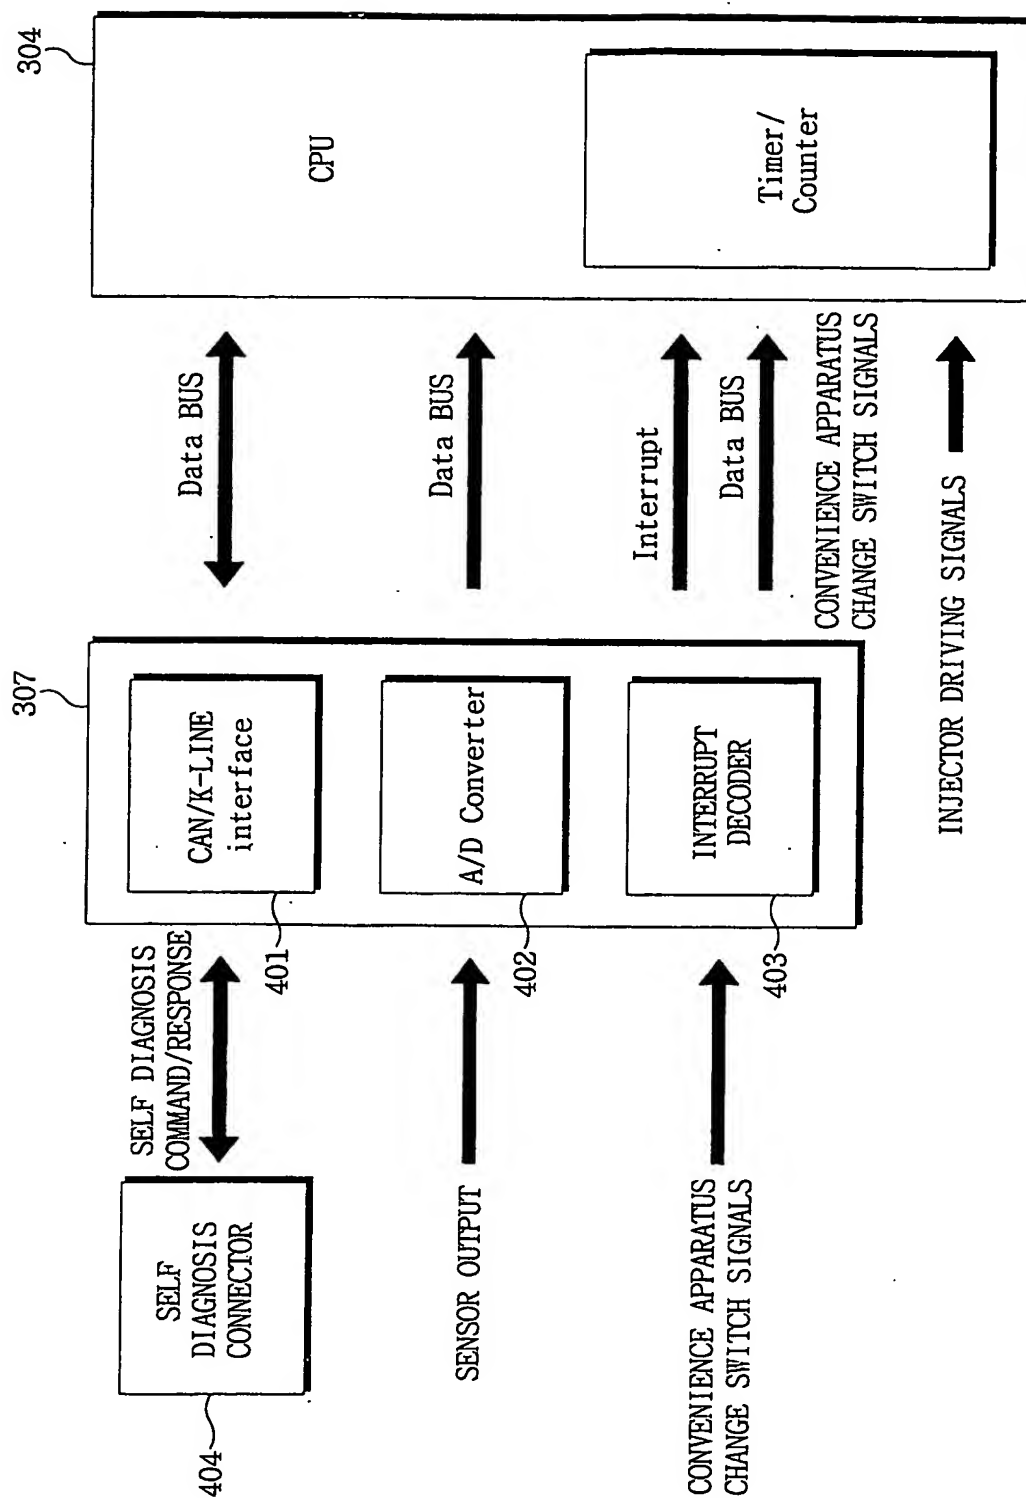 304
CPU
Timer/
Counter
Data BUS
Data BUS
Interrupt
Data BUS
CONVENIENCE APPARATUS
CHANGE SWITCH SIGNALS
INJECTOR DRIVING SIGNALS
307
CAN/K-LINE
interface
401
A/D Converter
402
INTERRUPT
DECODER
403
SELF DIAGNOSIS
COMMAND/RESPONSE
SELF
DIAGNOSIS
CONNECTOR
404
SENSOR OUTPUT
CONVENIENCE APPARATUS
CHANGE SWITCH SIGNALS